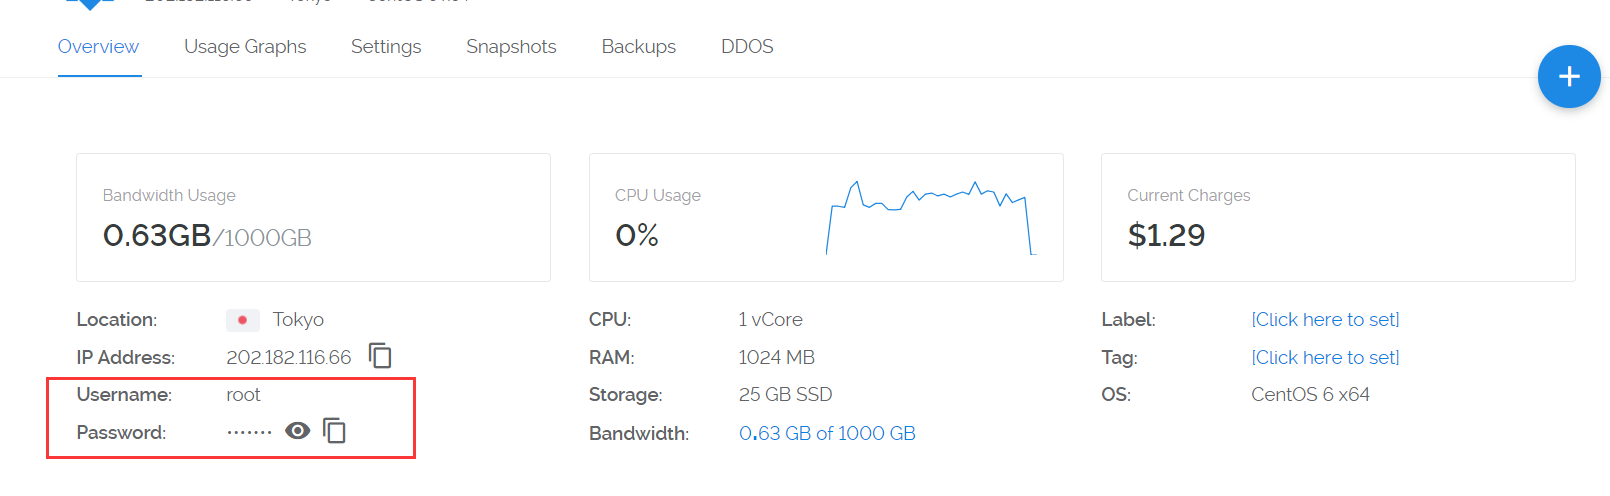 Overview Usage Graphs Settings Snapshots Backups DDOS
Bandwidth Usage
0.63GB/1000GB
CPU Usage
0%
Current Charges
$1.29
Location: Tokyo
IP Address: 202.182.116.66
Username: root
Password: .......
CPU: 1 vCore
RAM: 1024 MB
Storage: 25 GB SSD
Bandwidth: 0.63 GB of 1000 GB
Label: [Click here to set]
Tag: [Click here to set]
OS: CentOS 6 x64